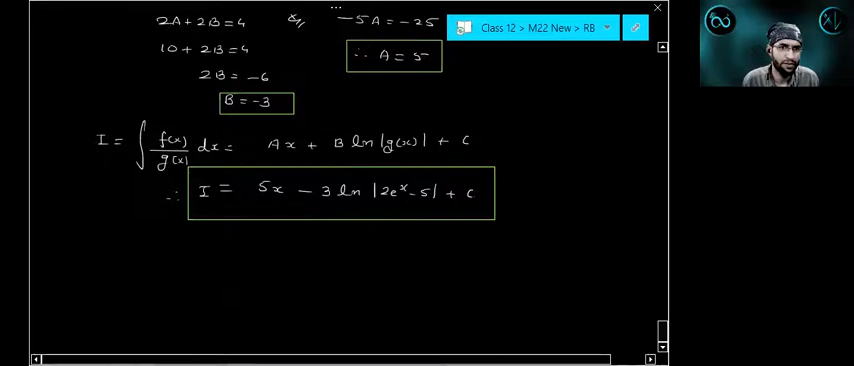 2A + 2B = 4 & -5A = -25
10 + 2B = 4 ∴ A = 5
2B = -6
B = -3
I = ∫ f(x)/g(x) dx = Ax + B ln |g(x)| + C
∴ I = 5x - 3 ln |2eˣ - 5| + C
Class 12 > M22 New > RB